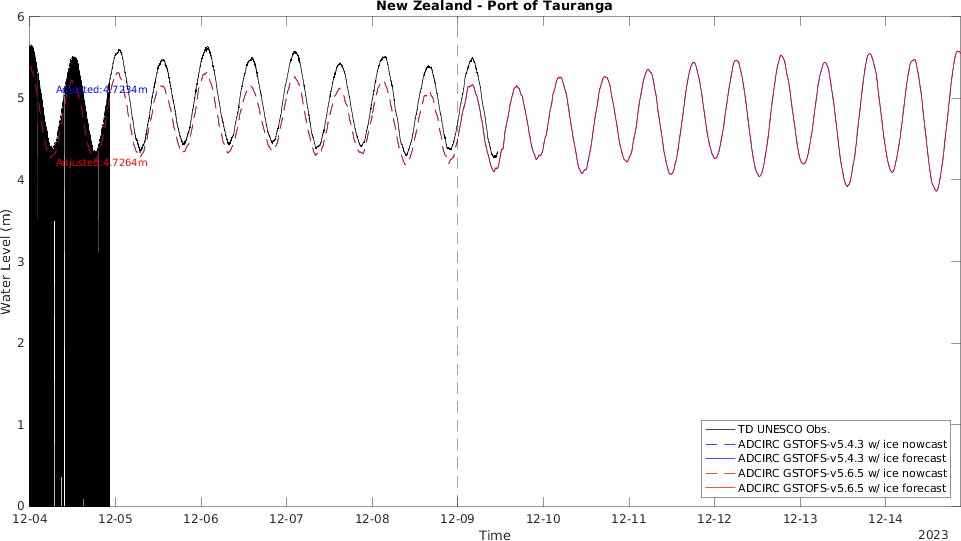 New Zealand - Port of Tauranga
6
5
4
3
2
1
0
Water Level (m)
Adjusted:4.7234m
Adjusted:4.7264m
TD UNESCO Obs.
ADCIRC GSTOFS-v5.4.3 w/ ice nowcast
ADCIRC GSTOFS-v5.4.3 w/ ice forecast
ADCIRC GSTOFS-v5.6.5 w/ ice nowcast
ADCIRC GSTOFS-v5.6.5 w/ ice forecast
12-04 12-05 12-06 12-07 12-08 12-09 12-10 12-11 12-12 12-13 12-14
Time
2023